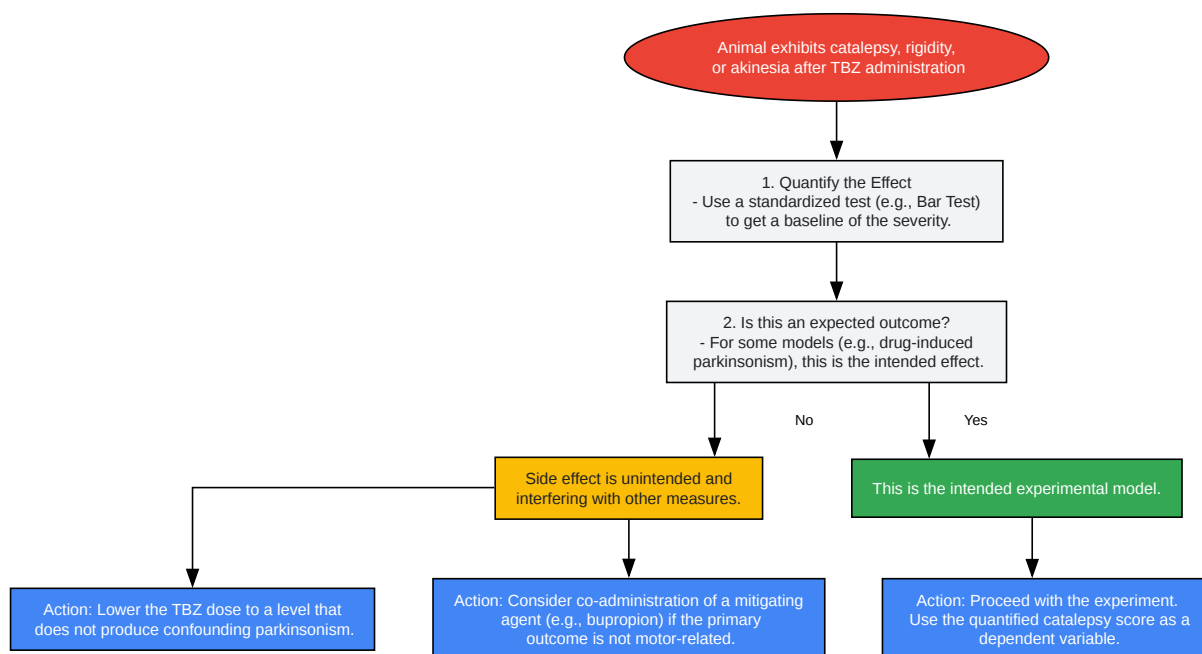 Animal exhibits catalepsy, rigidity,
or akinesia after TBZ administration
1. Quantify the Effect
- Use a standardized test (e.g., Bar Test)
to get a baseline of the severity.
2. Is this an expected outcome?
- For some models (e.g., drug-induced
parkinsonism), this is the intended effect.
No
Yes
Side effect is unintended and
interfering with other measures.
This is the intended experimental model.
Action: Lower the TBZ dose to a level that
does not produce confounding parkinsonism.
Action: Consider co-administration of a mitigating
agent (e.g., bupropion) if the primary
outcome is not motor-related.
Action: Proceed with the experiment.
Use the quantified catalepsy score as a
dependent variable.